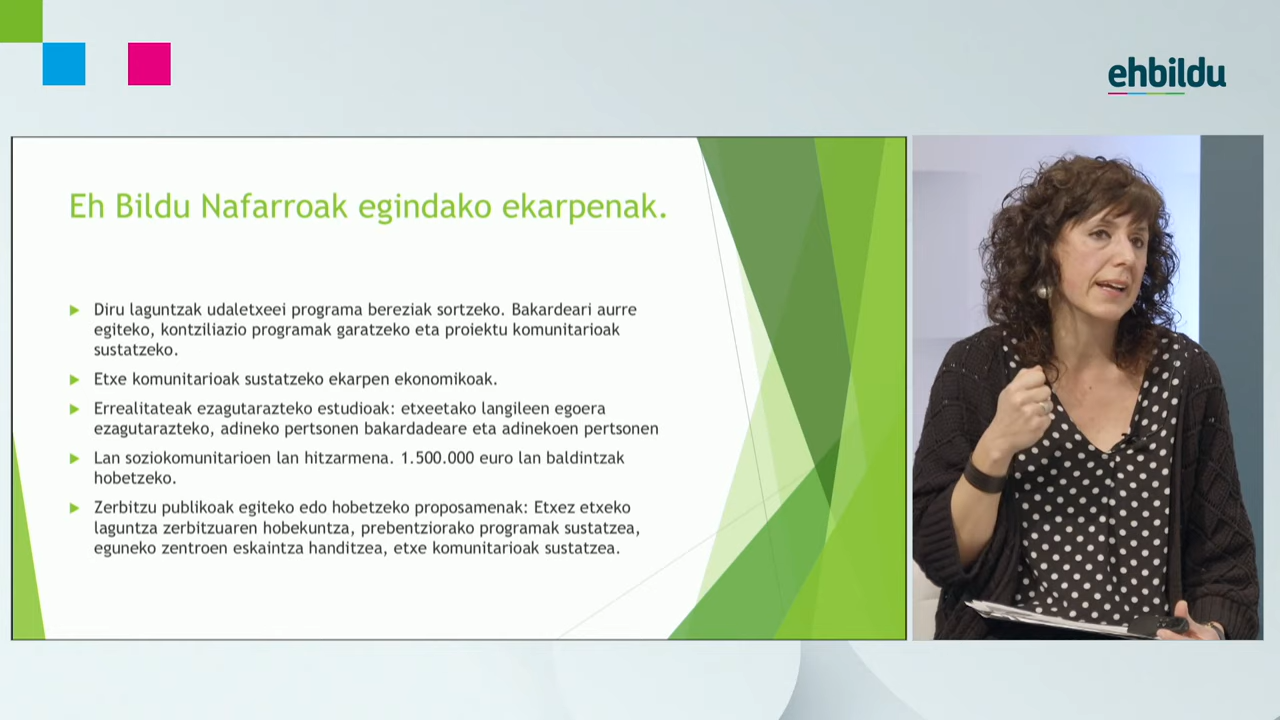 ehbildu
Eh Bildu Nafarroak egindako ekarpenak.
Diru laguntzak udaletxeei programa bereziak sortzeko. Bakardeari aurre
egiteko, kontziliazio programak garatzeko eta proiektu komunitarioak
sustatzeko.
Etxe komunitarioak sustatzeko ekarpen ekonomikoak.
Errealitateak ezagutarazteko estudioak: etxeetako langileen egoera
ezagutarazteko, adineko pertsonen bakardadeare eta adinekoen pertsonen
Lan soziokomunitarioen lan hitzarmena. 1.500.000 euro lan baldintzak
hobetzeko.
Zerbitzu publikoak egiteko edo hobetzeko proposamenak: Etxez etxeko
laguntza zerbitzuaren hobekuntza, prebentziorako programak sustatzea,
eguneko zentroen eskaintza handitzea, etxe komunitarioak sustatzea.